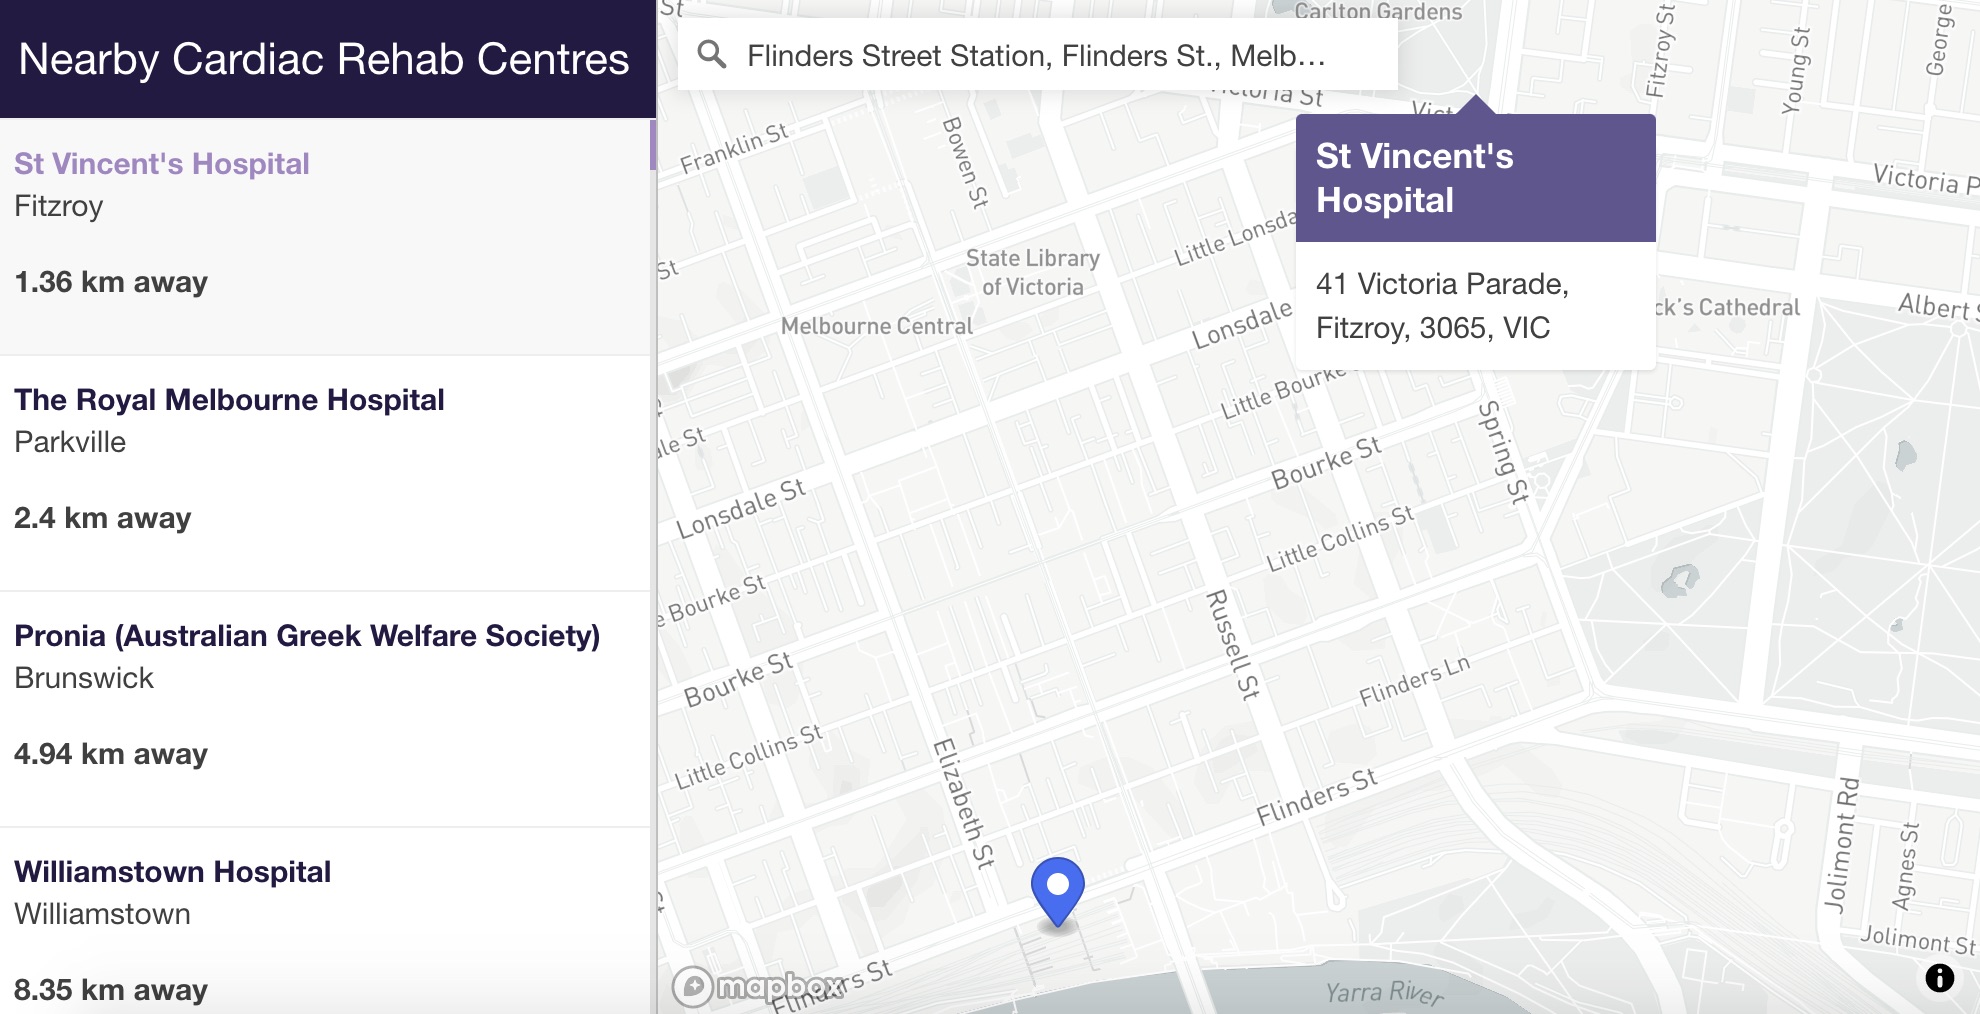 Nearby Cardiac Rehab Centres
St Vincent's Hospital
Fitzroy
1.36 km away
The Royal Melbourne Hospital
Parkville
2.4 km away
Pronia (Australian Greek Welfare Society)
Brunswick
4.94 km away
Williamstown Hospital
Williamstown
8.35 km away
St
Carlton Gardens
Flinders Street Station, Flinders St., Melb…
Fitzroy St
Young St
George
St
Franklin St
Bowen St
Victoria P
St Vincent's
Hospital
41 Victoria Parade,
Fitzroy, 3065, VIC
State Library
of Victoria
Little Lonsda
St
Melbourne Central
Lonsdale
ck's Cathedral
Albert S
Little Bourke
Spring St
ale St
Bourke St
Lonsdale St
Little Collins St
e Bourke St
Russell St
Bourke St
Flinders Ln
Little Collins St
Elizabeth St
Flinders St
Jolimont Rd
Agnes St
Jolimont St
mapbox
Flinders St
Yarra River